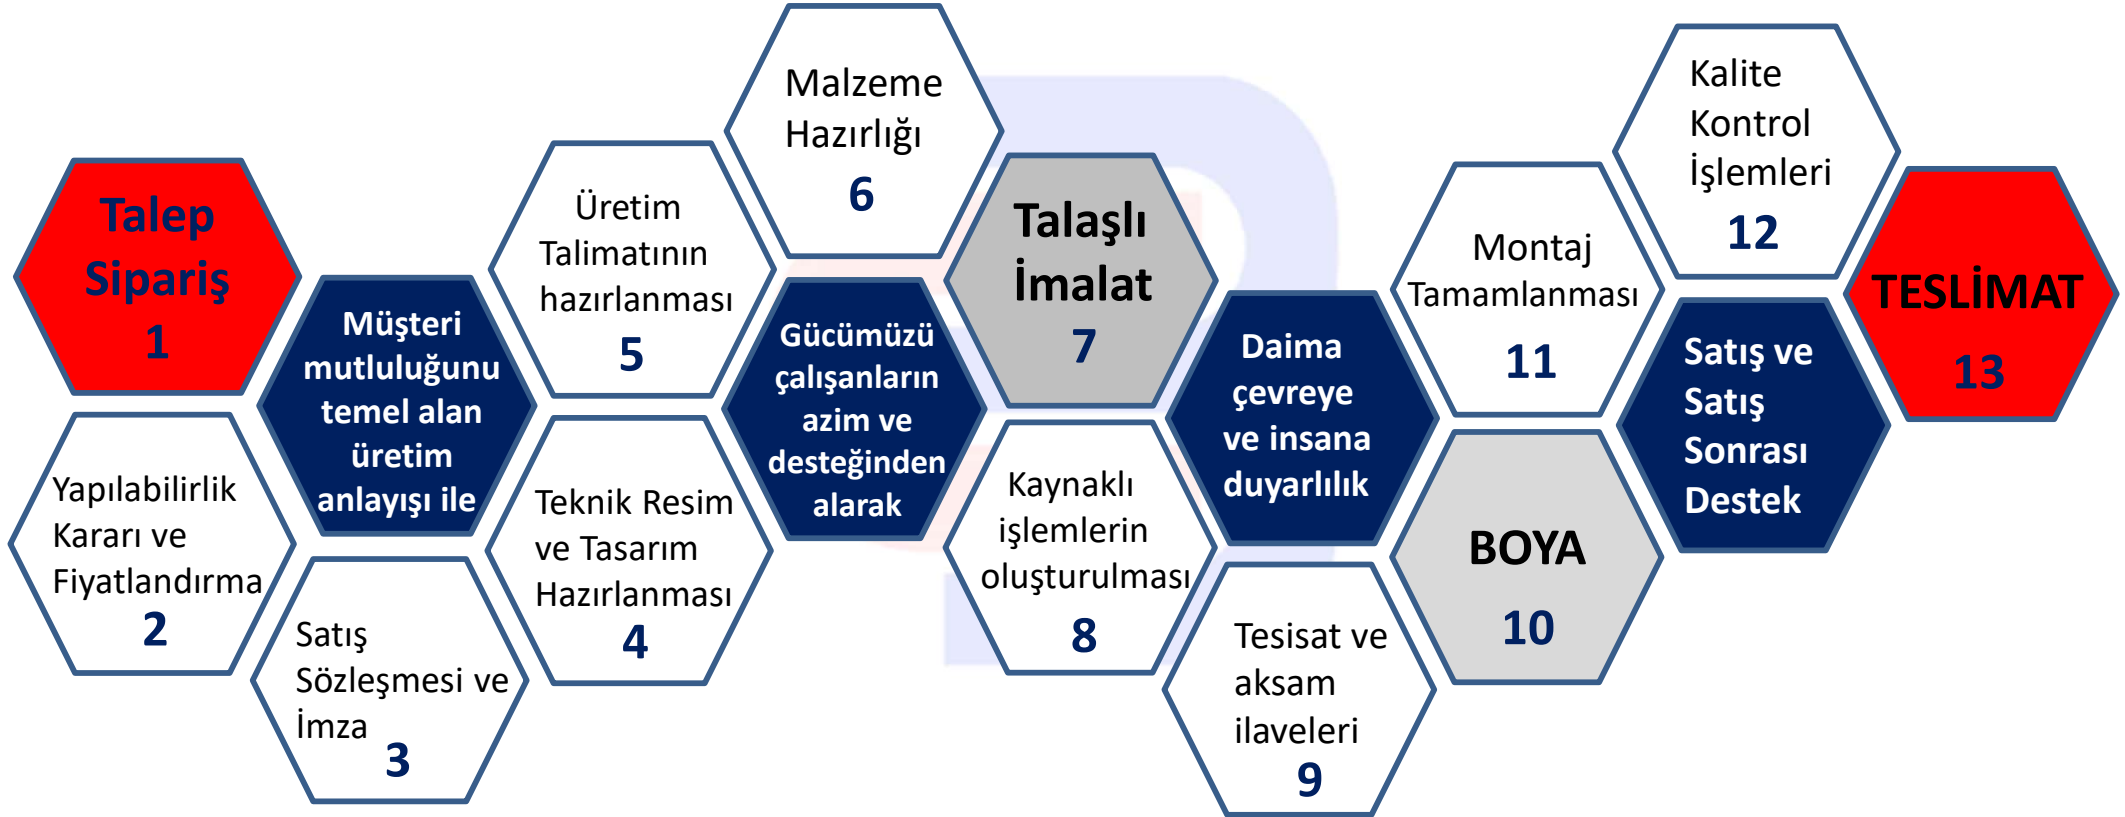 Talep
Sipariş
1
Yapılabilirlik
Kararı ve
Fiyatlandırma
2
Müşteri
mutluluğunu
temel alan
üretim
anlayışı ile
Satış
Sözleşmesi ve
İmza
3
Teknik Resim
ve Tasarım
Hazırlanması
4
Üretim
Talimatının
hazırlanması
5
Malzeme
Hazırlığı
6
Gücümüzü
çalışanların
azim ve
desteğinden
alarak
Talaşlı
İmalat
7
Kaynaklı
işlemlerin
oluşturulması
8
Daima
çevreye
ve insana
duyarlılık
Tesisat ve
aksam
ilaveleri
9
BOYA
10
Montaj
Tamamlanması
11
Kalite
Kontrol
İşlemleri
12
Satış ve
Satış
Sonrası
Destek
TESLİMAT
13